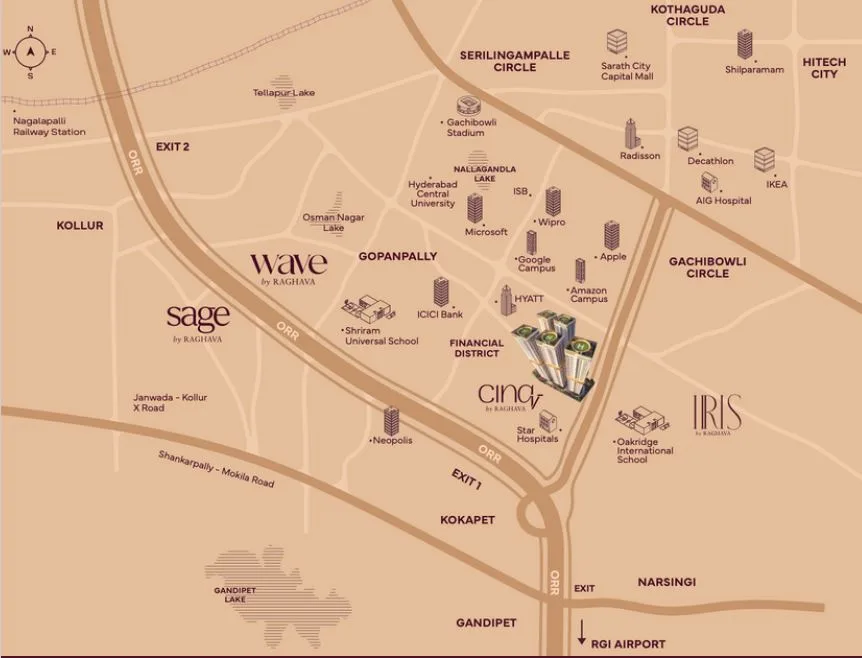 KOTHAGUDA
CIRCLE
N
W
E
S
SERILINGAMPALLE
CIRCLE
Sarath City
Capital Mall
Shilparamam
HITECH
CITY
Tellapur Lake
Nagalapalli
Railway Station
Gachibowli
Stadium
EXIT 2
ORR
Radisson
Decathlon
IKEA
NALLAGANDLA
LAKE
Hyderabad
Central
University
ISB
AIG Hospital
KOLLUR
Osman Nagar
Lake
Microsoft
Wipro
wave
by RAGHAVA
GOPANPALLY
Google
Campus
Apple
GACHIBOWLI
CIRCLE
Amazon
Campus
HYATT
sage
by RAGHAVA
ORR
Shriram
Universal School
ICICI Bank
FINANCIAL
DISTRICT
H
H
cinqv
by RAGHAVA
Janwada - Kollur
X Road
IRIS
by RAGHAVA
Neopolis
Star
Hospitals
Oakridge
International
School
ORR
Shankarpally - Mokila Road
EXIT 1
KOKAPET
ORR
EXIT
NARSINGI
GANDIPET
LAKE
GANDIPET
RGI AIRPORT